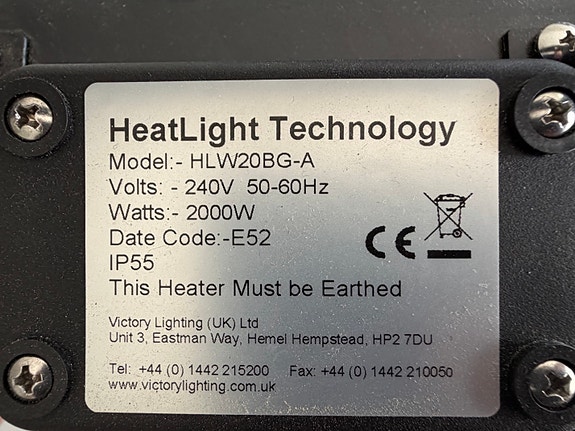 HeatLight Technology
Model:- HLW20BG-A
Volts: - 240V 50-60Hz
Watts:- 2000W
Date Code:-E52
IP55
CE
This Heater Must be Earthed
Victory Lighting (UK) Ltd
Unit 3, Eastman Way, Hemel Hempstead, HP2 7DU
Tel: +44 (0) 1442 215200 Fax: +44 (0) 1442 210050
www.victorylighting.com.uk